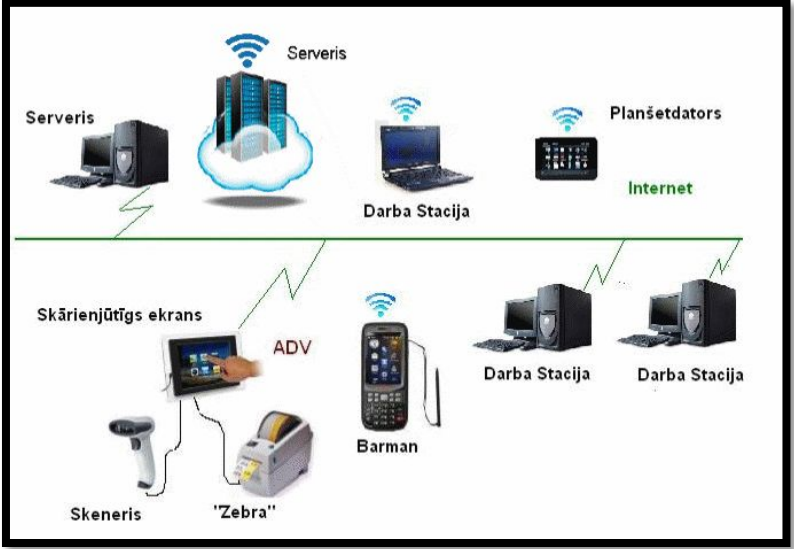 Serveris
Serveris
Planšetdators
Internet
Darba Stacija
Skārienjūtīgs ekrans
ADV
Darba Stacija
Darba Stacija
Barman
Skeneris
"Zebra"